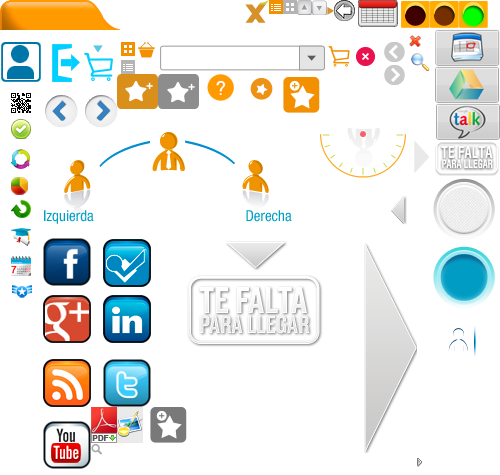 talk
TE FALTA
PARA LLEGAR
Izquierda
Derecha
TE FALTA
PARA LLEGAR
f
g+
in
t
7
You
Tube
PDF